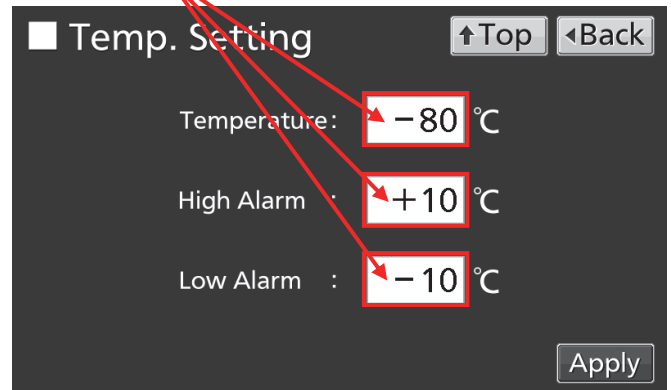 Temp. Setting ↑Top ◂Back
Temperature: −80 ℃
High Alarm : +10 ℃
Low Alarm : −10 ℃
Apply